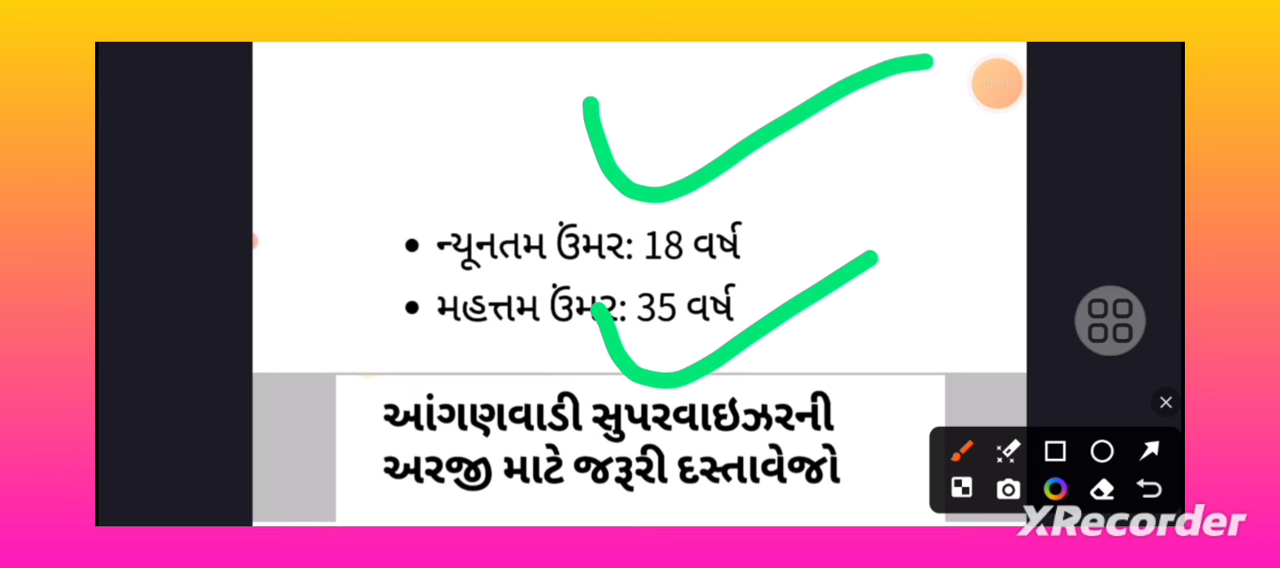 ન્યૂનતમ ઉંમર: 18 વર્ષ
મહત્તમ ઉંમર: 35 વર્ષ
આંગણવાડી સુપરવાઇઝરની
અરજી માટે જરૂરી દસ્તાવેજો
XRecorder